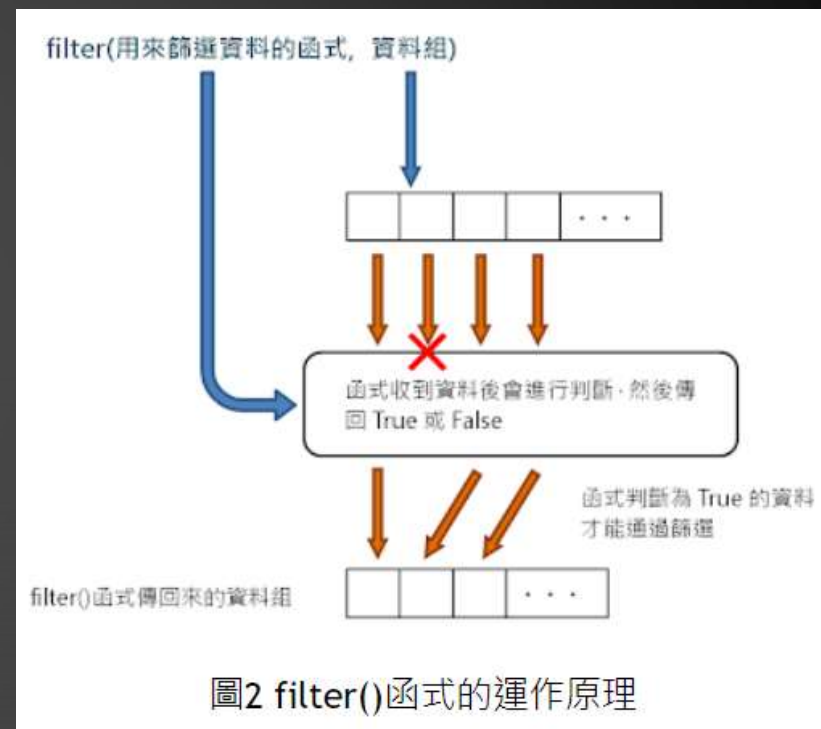 filter(用來篩選資料的函式, 資料組)
· · ·
函式收到資料後會進行判斷,然後傳
回 True 或 False
函式判斷為 True 的資料
才能通過篩選
filter()函式傳回來的資料組
· · ·
圖2 filter()函式的運作原理